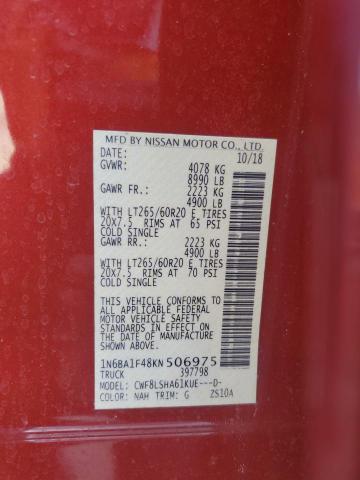 MFD BY NISSAN MOTOR CO., LTD.
DATE: 10/18
GVWR: 4078 KG
8990 LB
GAWR FR.: 2223 KG
4900 LB
WITH LT265/60R20 E TIRES
20X7.5 RIMS AT 65 PSI
COLD SINGLE
GAWR RR.: 2223 KG
4900 LB
WITH LT265/60R20 E TIRES
20X7.5 RIMS AT 70 PSI
COLD SINGLE
THIS VEHICLE CONFORMS TO
ALL APPLICABLE FEDERAL
MOTOR VEHICLE SAFETY
STANDARDS IN EFFECT ON
THE DATE OF MANUFACTURE
SHOWN ABOVE.
1N6BA1F48KN506975
TRUCK 397798
MODEL: CWF8LSHA61KUE---D-
COLOR: NAH TRIM: G ZS10A